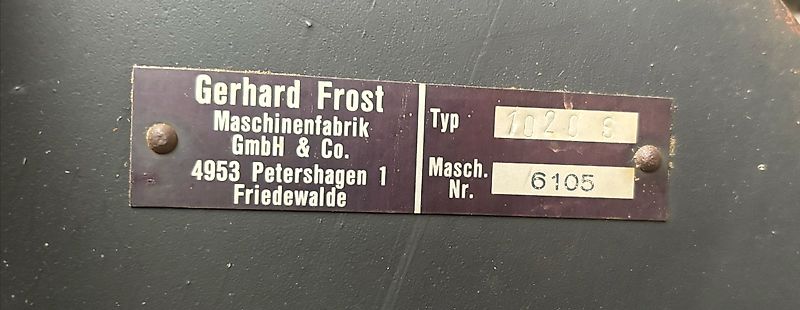 Gerhard Frost
Maschinenfabrik
GmbH & Co.
4953 Petershagen 1
Friedewalde
Typ 1020 S
Masch. Nr. 6105